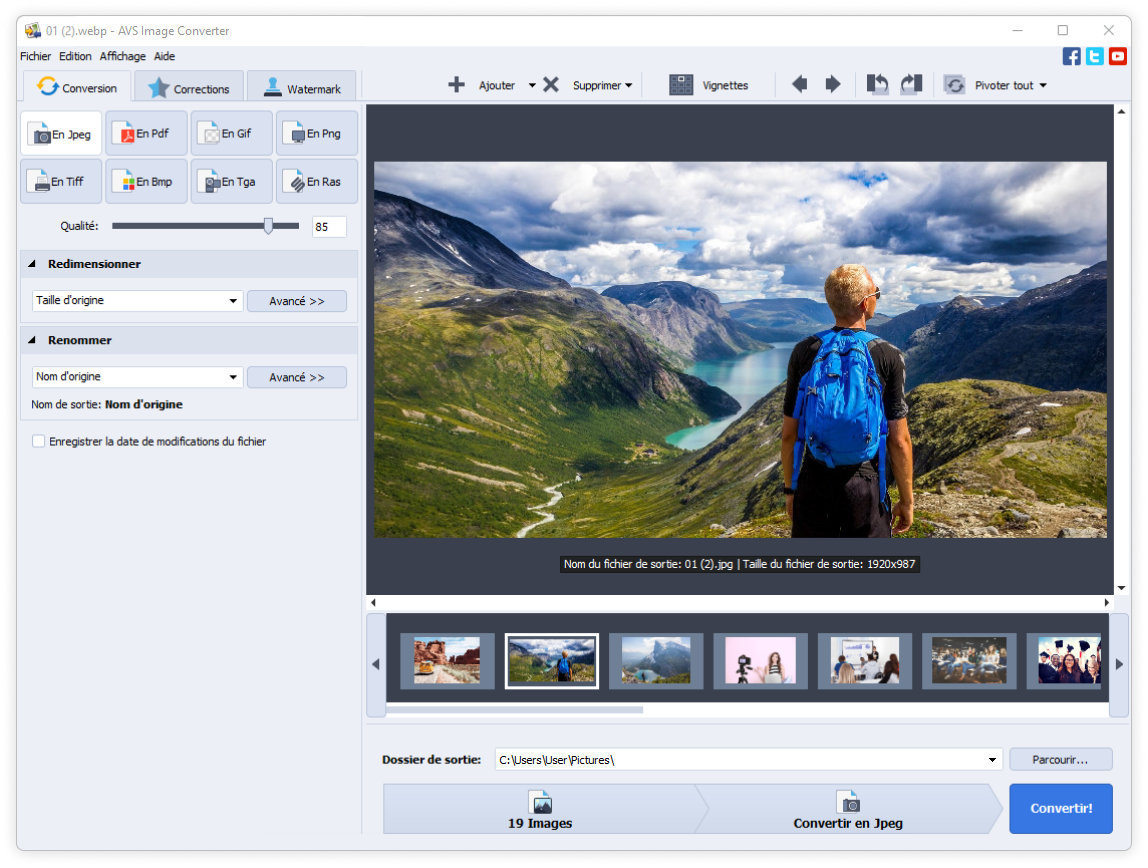 01 (2).webp - AVS Image Converter
Fichier Edition Affichage Aide
Conversion Corrections Watermark
Ajouter Supprimer Vignettes Pivoter tout
En Jpeg En Pdf En Gif En Png
En Tiff En Bmp En Tga En Ras
Qualité: 85
Redimensionner
Taille d'origine Avancé >>
Renommer
Nom d'origine Avancé >>
Nom de sortie: Nom d'origine
Enregistrer la date de modifications du fichier
Nom du fichier de sortie: 01 (2).jpg | Taille du fichier de sortie: 1920x987
Dossier de sortie: C:\Users\User\Pictures\ Parcourir...
19 Images Convertir en Jpeg Convertir!